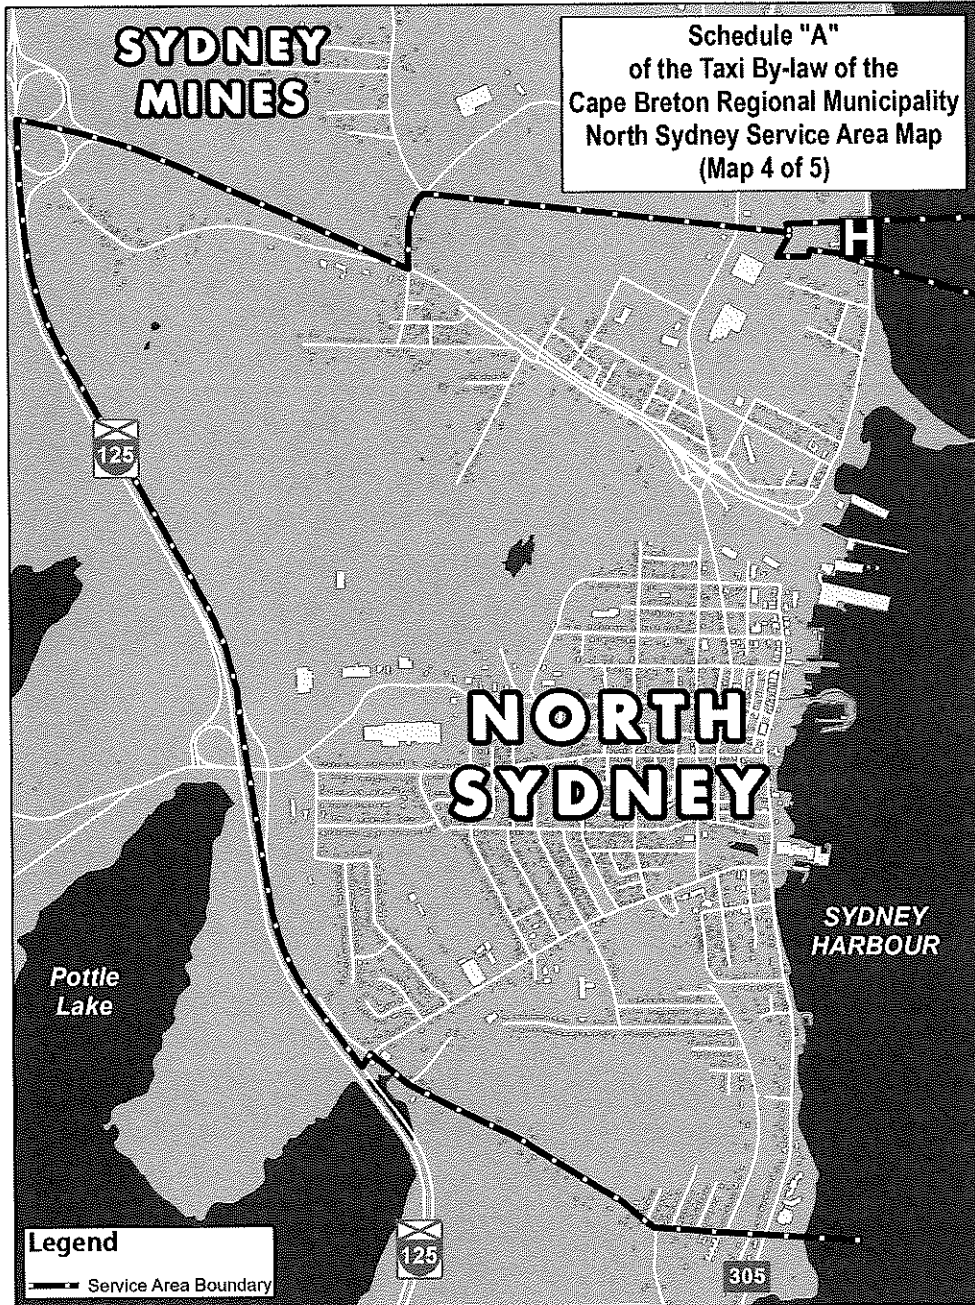 SYDNEY
MINES
Schedule "A"
of the Taxi By-law of the
Cape Breton Regional Municipality
North Sydney Service Area Map
(Map 4 of 5)
H
125
NORTH
SYDNEY
SYDNEY
HARBOUR
Pottle
Lake
Legend
Service Area Boundary
125
305